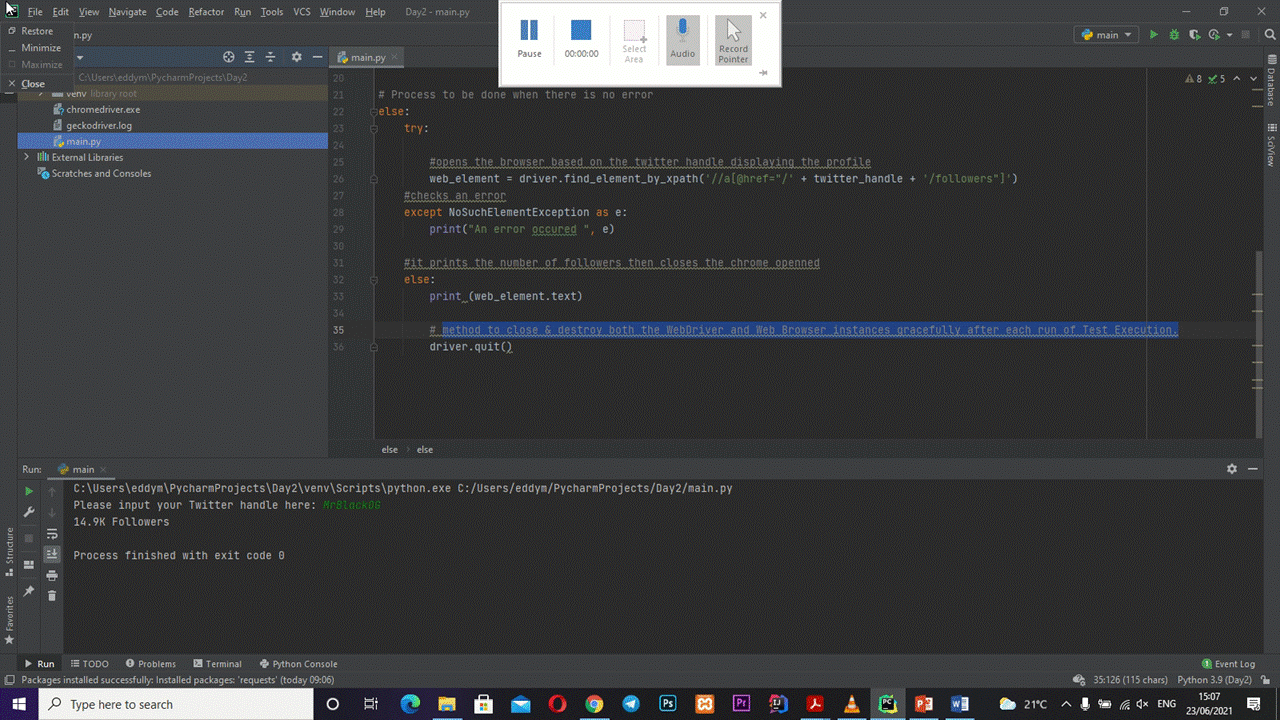 File Edit View Navigate Code Refactor Run Tools VCS Window Help Day2 - main.py
Restore
Minimize
Maximize
Close
n.py
main
Pause
00:00:00
Select
Area
Audio
Record
Pointer
C:\Users\eddym\PycharmProjects\Day2
venv library root
chromedriver.exe
geckodriver.log
main.py
External Libraries
Scratches and Consoles
main.py
8 5
20
21 # Process to be done when there is no error
22 else:
23 try:
24
25 #opens the browser based on the twitter handle displaying the profile
26 web_element = driver.find_element_by_xpath('//a[@href="/' + twitter_handle + '/followers"]')
27 #checks an error
28 except NoSuchElementException as e:
29 print("An error occured ", e)
30
31 #it prints the number of followers then closes the chrome openned
32 else:
33 print (web_element.text)
34
35 # method to close & destroy both the WebDriver and Web Browser instances gracefully after each run of Test Execution.
36 driver.quit()
else › else
Database
SciView
Run: main
C:\Users\eddym\PycharmProjects\Day2\venv\Scripts\python.exe C:/Users/eddym/PycharmProjects/Day2/main.py
Please input your Twitter handle here: MrBlackOG
14.9K Followers
Process finished with exit code 0
Structure
Favorites
Run TODO Problems Terminal Python Console
1 Event Log
Packages installed successfully: Installed packages: 'requests' (today 09:06)
33:126 (115 chars) Python 3.9 (Day2)
Type here to search
21°C
ENG
15:07
23/06/2021